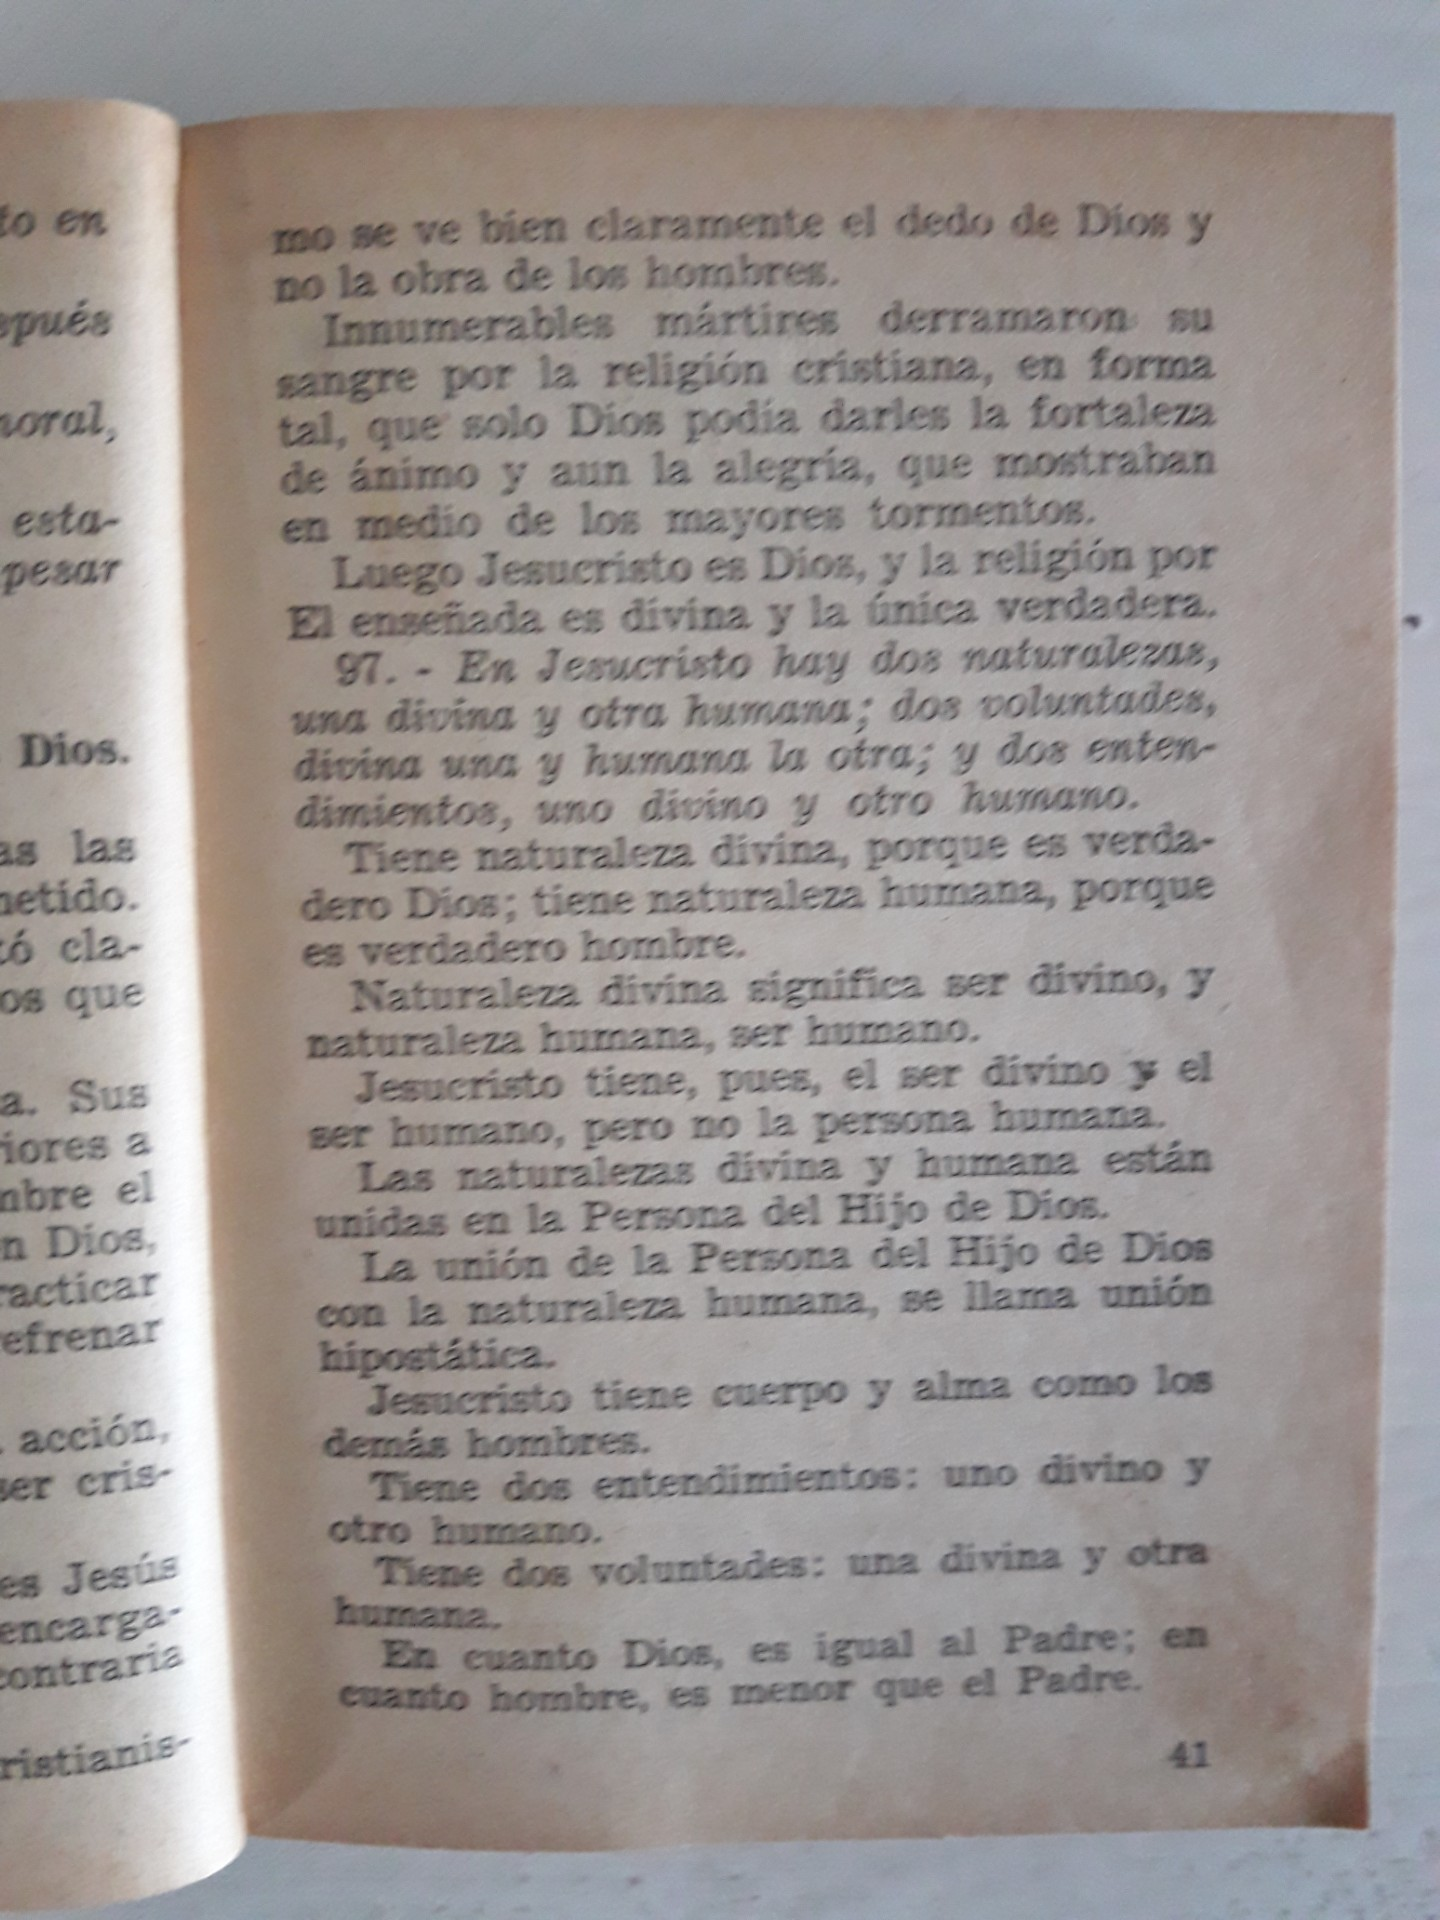 to en
spués
moral,
esta-
pesar
Dios.
as las
metido.
tó cla-
os que
a. Sus
riores a
mbre el
n Dios,
racticar
refrenar
acción,
ser cris-
es Jesús
encarga-
contraria
ristianis-
mo se ve bien claramente el dedo de Dios y
no la obra de los hombres.
Innumerables mártires derramaron su
sangre por la religión cristiana, en forma
tal, que solo Dios podía darles la fortaleza
de ánimo y aun la alegría, que mostraban
en medio de los mayores tormentos.
Luego Jesucristo es Dios, y la religión por
El enseñada es divina y la única verdadera.
97. - En Jesucristo hay dos naturalezas,
una divina y otra humana; dos voluntades,
divina una y humana la otra; y dos enten-
dimientos, uno divino y otro humano.
Tiene naturaleza divina, porque es verda-
dero Dios; tiene naturaleza humana, porque
es verdadero hombre.
Naturaleza divina significa ser divino, y
naturaleza humana, ser humano.
Jesucristo tiene, pues, el ser divino y el
ser humano, pero no la persona humana.
Las naturalezas divina y humana están
unidas en la Persona del Hijo de Dios.
La unión de la Persona del Hijo de Dios
con la naturaleza humana, se llama unión
hipostática.
Jesucristo tiene cuerpo y alma como los
demás hombres.
Tiene dos entendimientos: uno divino y
otro humano.
Tiene dos voluntades: una divina y otra
humana.
En cuanto Dios, es igual al Padre; en
cuanto hombre, es menor que el Padre.
41